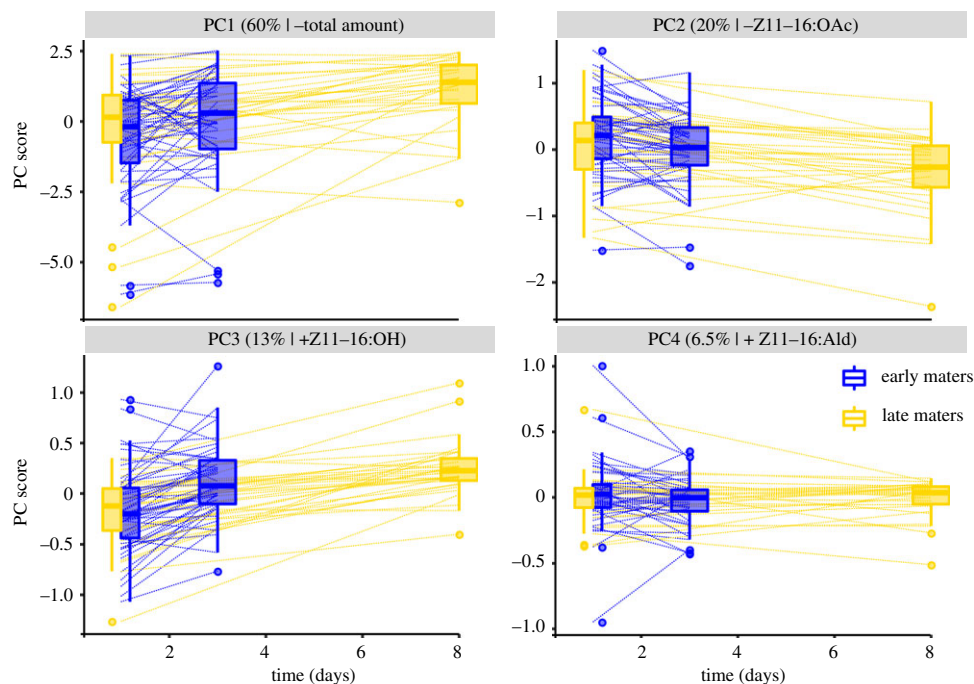 PC1 (60% | –total amount)
PC2 (20% | –Z11–16:OAc)
2.5
0
–2.5
–5.0
PC score
1
0
–1
–2
PC3 (13% | +Z11–16:OH)
PC4 (6.5% | + Z11–16:Ald)
1.0
0.5
0
–0.5
–1.0
PC score
1.0
0.5
0
–0.5
–1.0
early maters
late maters
2 4 6 8
2 4 6 8
time (days)
time (days)